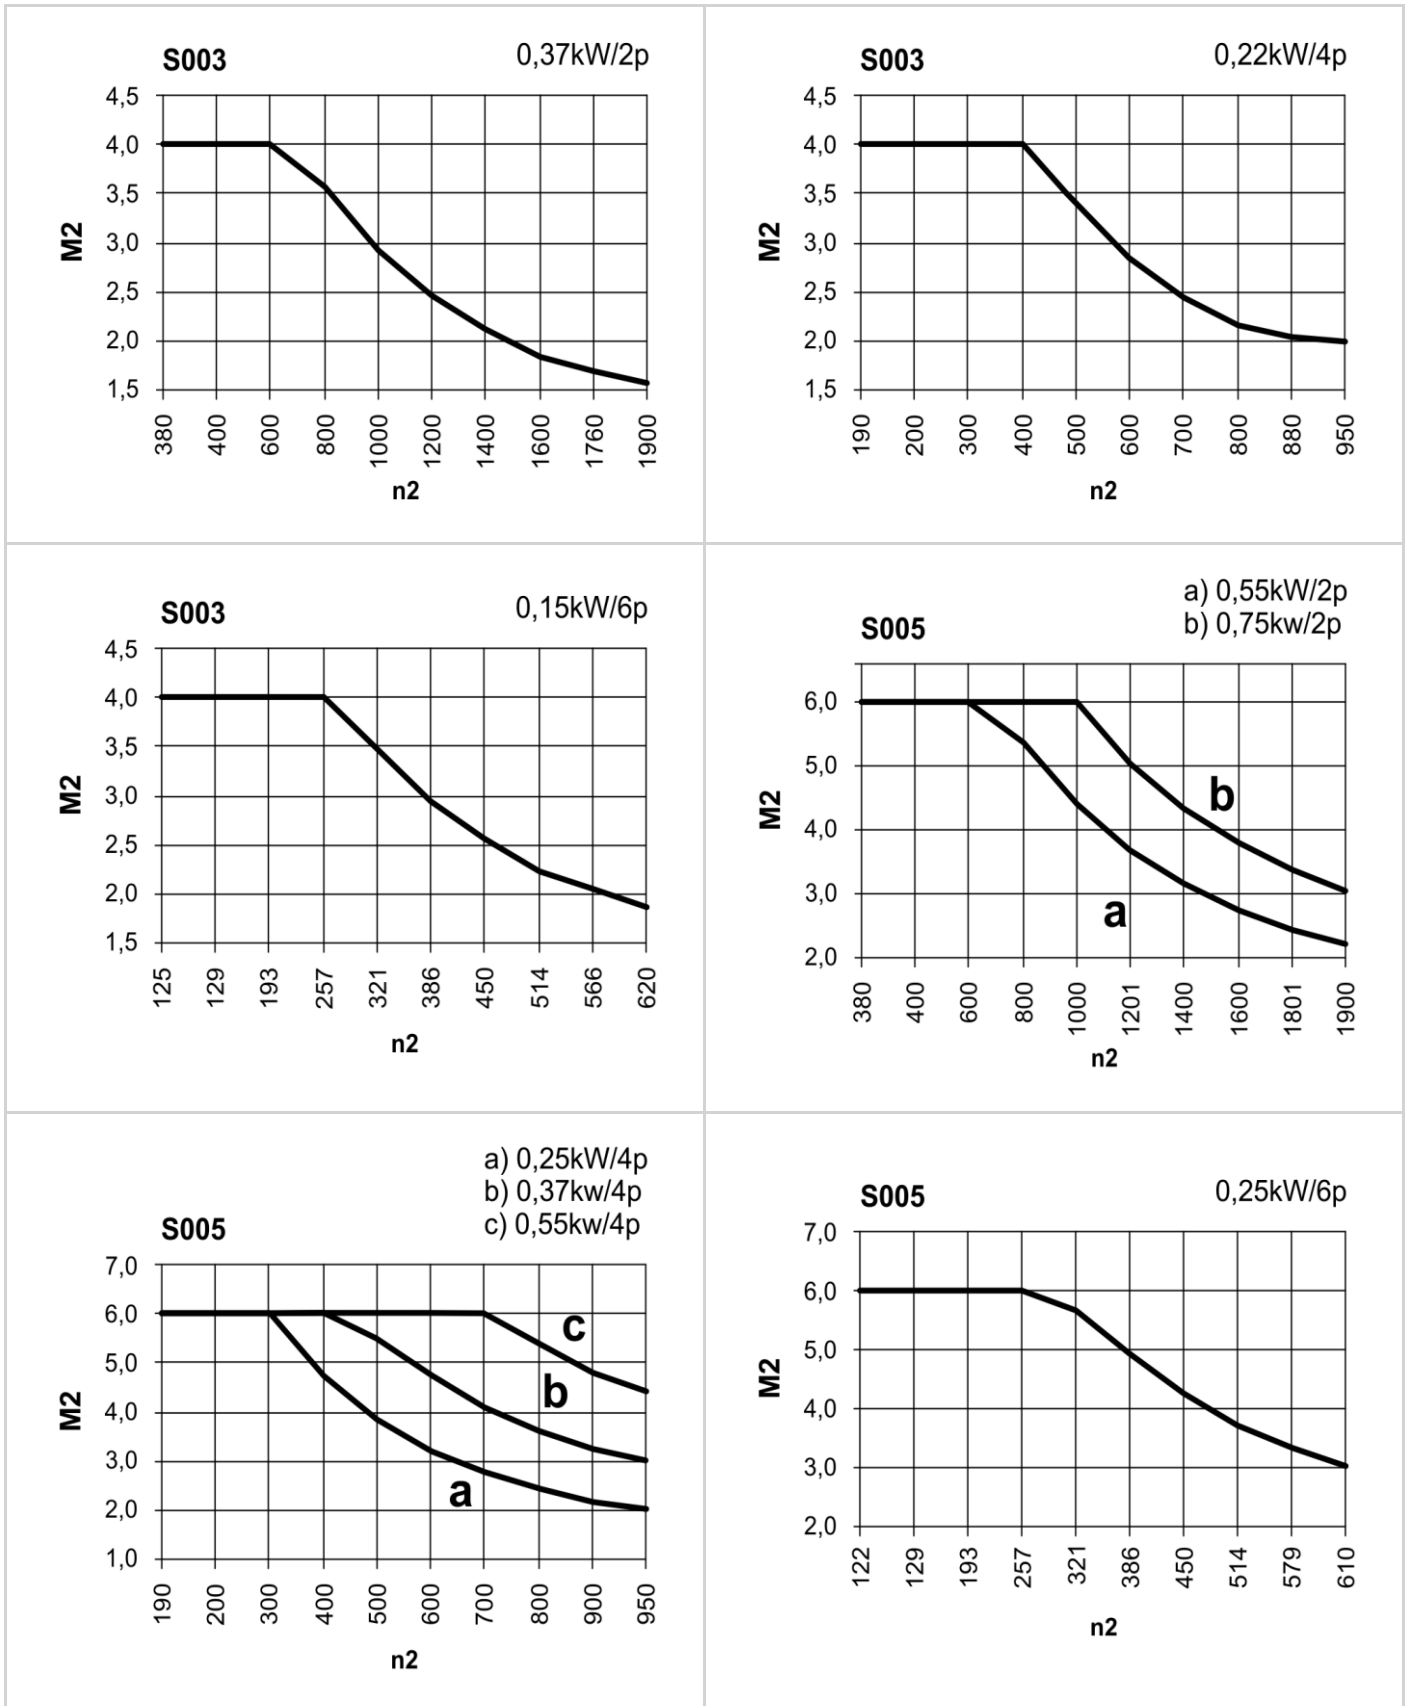 S003 0,37kW/2p
4,5
4,0
3,5
3,0
2,5
2,0
1,5
M2
380 400 600 800 1000 1200 1400 1600 1760 1900
n2
S003 0,22kW/4p
4,5
4,0
3,5
3,0
2,5
2,0
1,5
M2
190 200 300 400 500 600 700 800 880 950
n2
S003 0,15kW/6p
4,5
4,0
3,5
3,0
2,5
2,0
1,5
M2
125 129 193 257 321 386 450 514 566 620
n2
a) 0,55kW/2p
b) 0,75kw/2p
S005
6,0
5,0
4,0
3,0
2,0
M2
b
a
380 400 600 800 1000 1201 1400 1600 1801 1900
n2
a) 0,25kW/4p
b) 0,37kw/4p
c) 0,55kw/4p
S005
7,0
6,0
5,0
4,0
3,0
2,0
1,0
M2
c
b
a
190 200 300 400 500 600 700 800 900 950
n2
S005 0,25kW/6p
7,0
6,0
5,0
4,0
3,0
2,0
M2
122 129 193 257 321 386 450 514 579 610
n2